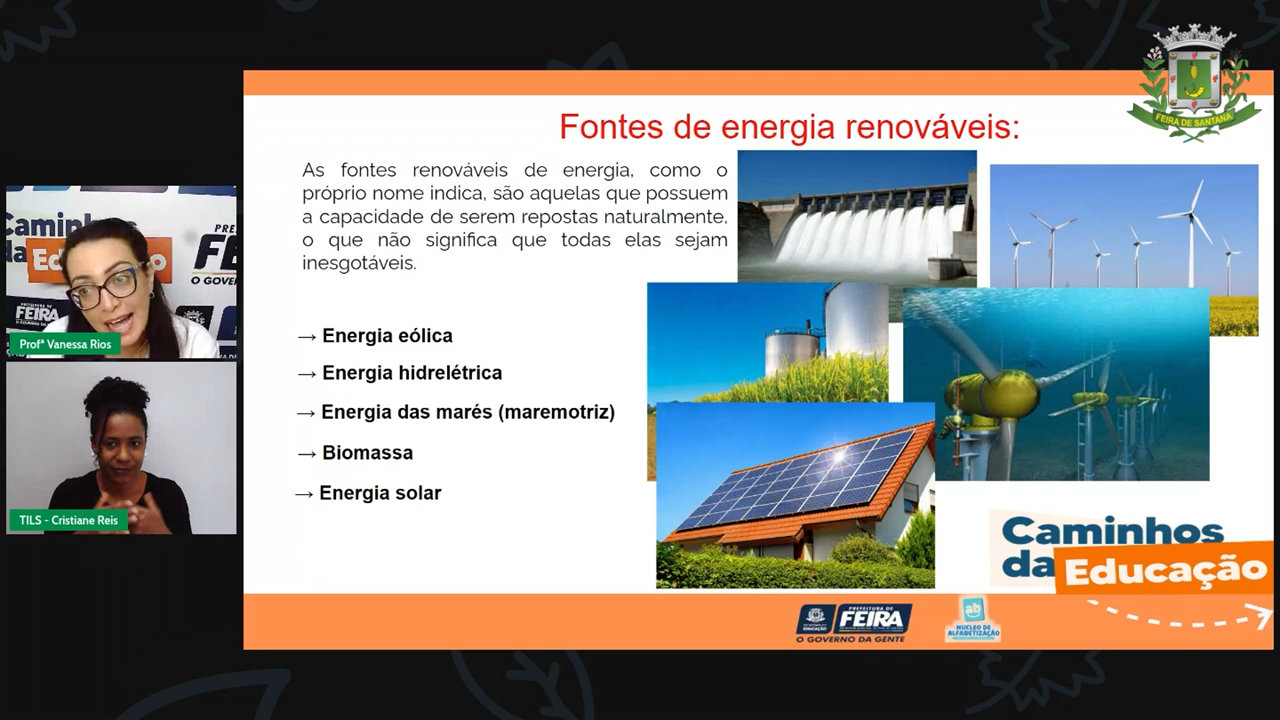 FEIRA DE SANTANA
Fontes de energia renováveis:
As fontes renováveis de energia, como o
próprio nome indica, são aquelas que possuem
a capacidade de serem repostas naturalmente,
o que não significa que todas elas sejam
inesgotáveis.
→ Energia eólica
→ Energia hidrelétrica
→ Energia das marés (maremotriz)
→ Biomassa
→ Energia solar
Profª Vanessa Rios
TILS - Cristiane Reis
Caminhos
da Educação
PREFEITURA DE
FEIRA
O GOVERNO DA GENTE
EDUCAÇÃO
ab
NÚCLEO DE
ALFABETIZAÇÃO
FEIRA